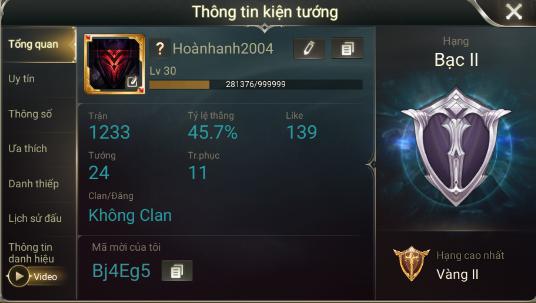 Thông tin kiện tướng
Tổng quan
Uy tín
Thông số
Ưa thích
Danh thiếp
Lịch sử đấu
Thông tin
danh hiệu
Video
? Hoànhanh2004
Lv 30
281376/999999
Trận
Tỷ lệ thắng
Like
1233
45.7%
139
Tướng
Tr.phục
24
11
Clan/Đảng
Không Clan
Mã mời của tôi
Bj4Eg5
Hạng
Bạc II
Hạng cao nhất
Vàng II